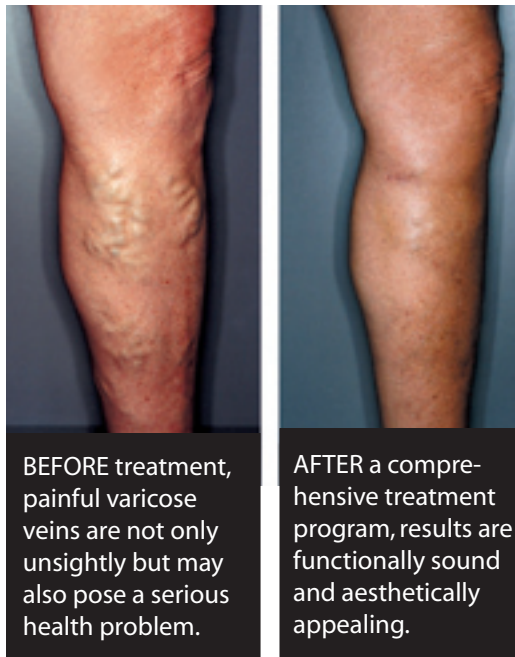 BEFORE treatment,
painful varicose
veins are not only
unsightly but may
also pose a serious
health problem.
AFTER a compre-
hensive treatment
program, results are
functionally sound
and aesthetically
appealing.